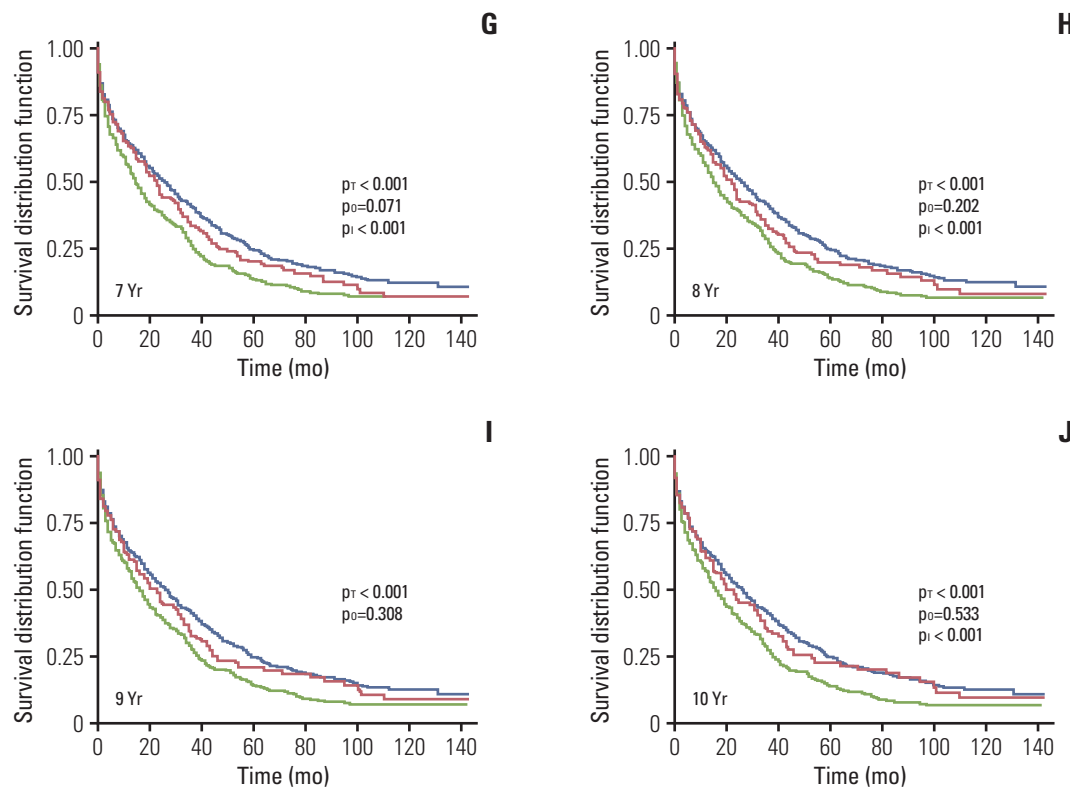 G
Survival distribution function
1.00
0.75
0.50
0.25
0
pT < 0.001
p0=0.071
pI < 0.001
7 Yr
0 20 40 60 80 100 120 140
Time (mo)
H
Survival distribution function
1.00
0.75
0.50
0.25
0
pT < 0.001
p0=0.202
pI < 0.001
8 Yr
0 20 40 60 80 100 120 140
Time (mo)
I
Survival distribution function
1.00
0.75
0.50
0.25
0
pT < 0.001
p0=0.308
9 Yr
0 20 40 60 80 100 120 140
Time (mo)
J
Survival distribution function
1.00
0.75
0.50
0.25
0
pT < 0.001
p0=0.533
pI < 0.001
10 Yr
0 20 40 60 80 100 120 140
Time (mo)